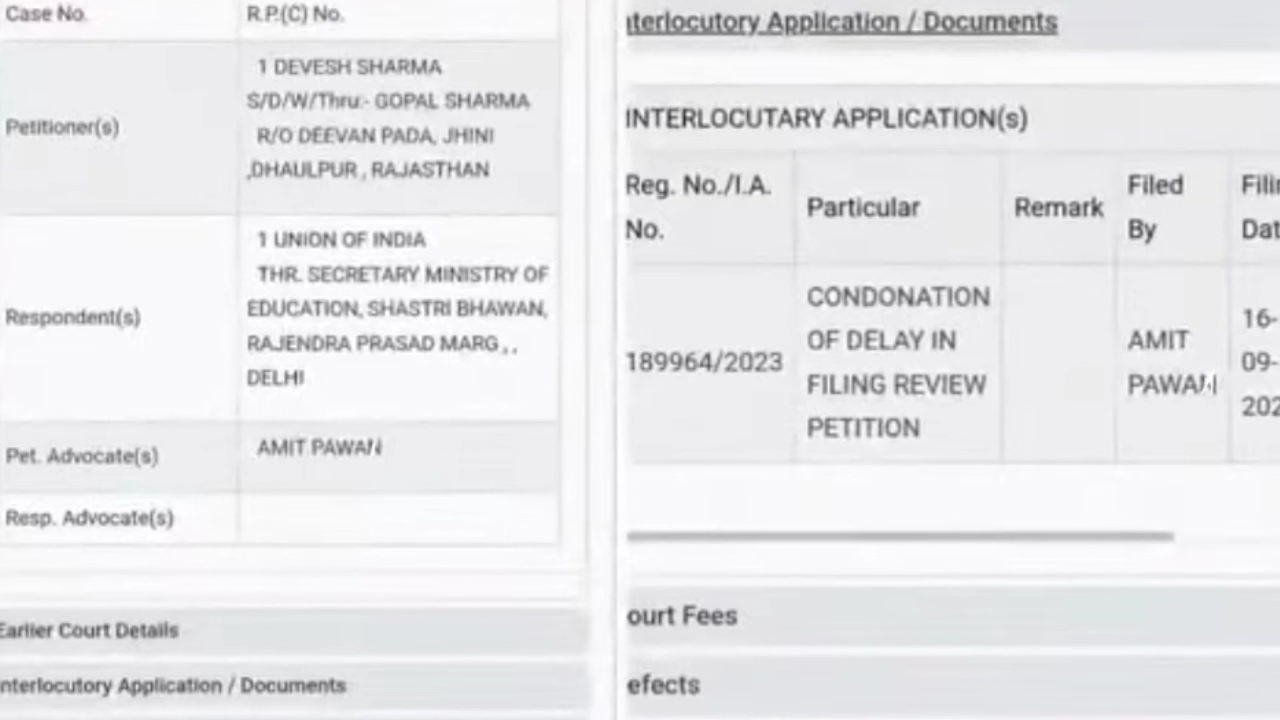 Case No.
R.P.(C) No.
Petitioner(s)
1 DEVESH SHARMA
S/D/W/Thru:- GOPAL SHARMA
R/O DEEVAN PADA, JHINI
,DHAULPUR , RAJASTHAN
Respondent(s)
1 UNION OF INDIA
THR. SECRETARY MINISTRY OF
EDUCATION, SHASTRI BHAWAN,
RAJENDRA PRASAD MARG , ,
DELHI
Pet. Advocate(s)
AMIT PAWAN
Resp. Advocate(s)
Earlier Court Details
nterlocutory Application / Documents
nterlocutory Application / Documents
INTERLOCUTARY APPLICATION(s)
Reg. No./I.A.
No.
Particular
Remark
Filed
By
Filin
Dat
189964/2023
CONDONATION
OF DELAY IN
FILING REVIEW
PETITION
AMIT
PAWAN
16-
09-
202
ourt Fees
efects